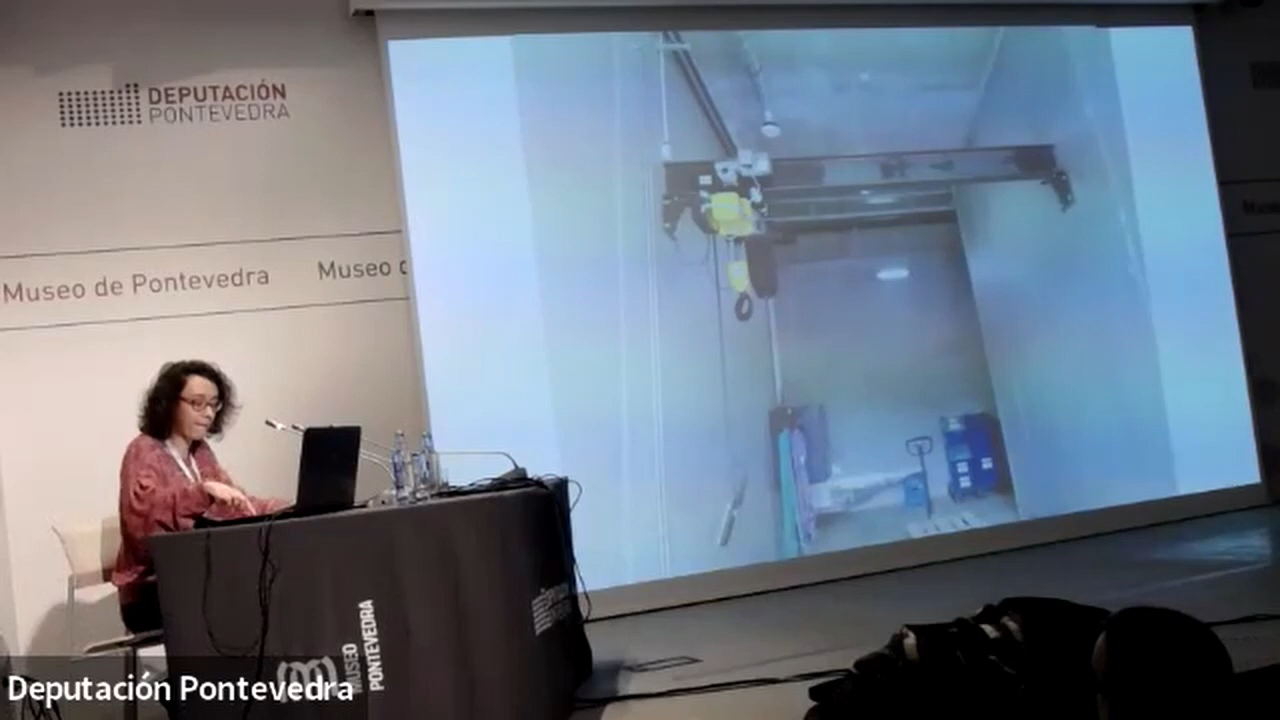 DEPUTACIÓN
PONTEVEDRA
Museo de Pontevedra
Museo
MUSEO
PONTEVEDRA
Deputación Pontevedra